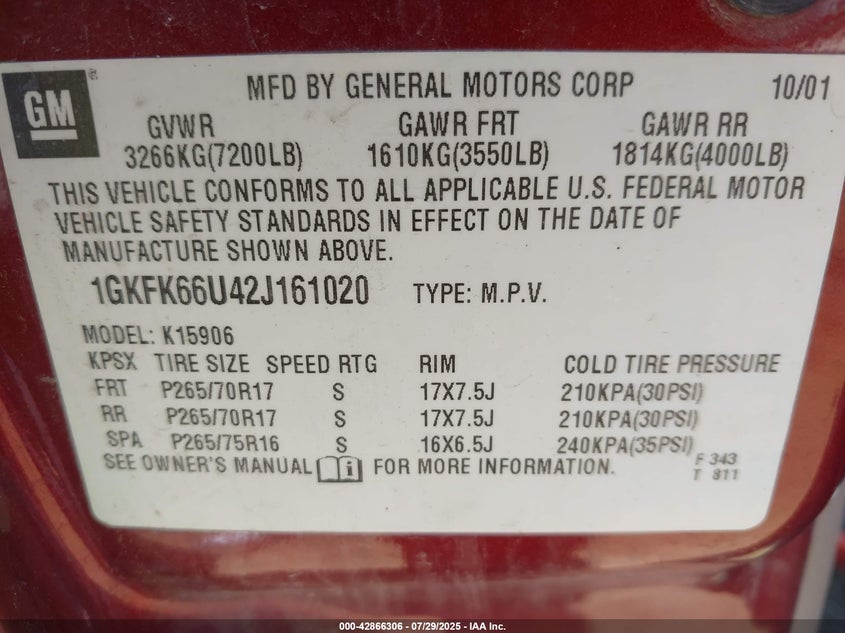 GM ® MFD BY GENERAL MOTORS CORP 10/01
GVWR GAWR FRT GAWR RR
3266KG(7200LB) 1610KG(3550LB) 1814KG(4000LB)
THIS VEHICLE CONFORMS TO ALL APPLICABLE U.S. FEDERAL MOTOR
VEHICLE SAFETY STANDARDS IN EFFECT ON THE DATE OF
MANUFACTURE SHOWN ABOVE.
1GKFK66U42J161020 TYPE: M.P.V.
MODEL: K15906
KPSX TIRE SIZE SPEED RTG RIM COLD TIRE PRESSURE
FRT P265/70R17 S 17X7.5J 210KPA(30PSI)
RR P265/70R17 S 17X7.5J 210KPA(30PSI)
SPA P265/75R16 S 16X6.5J 240KPA(35PSI)
SEE OWNER'S MANUAL i FOR MORE INFORMATION. F 343
T 811
000-42866306 | 07/29/2025 - IAA Inc.